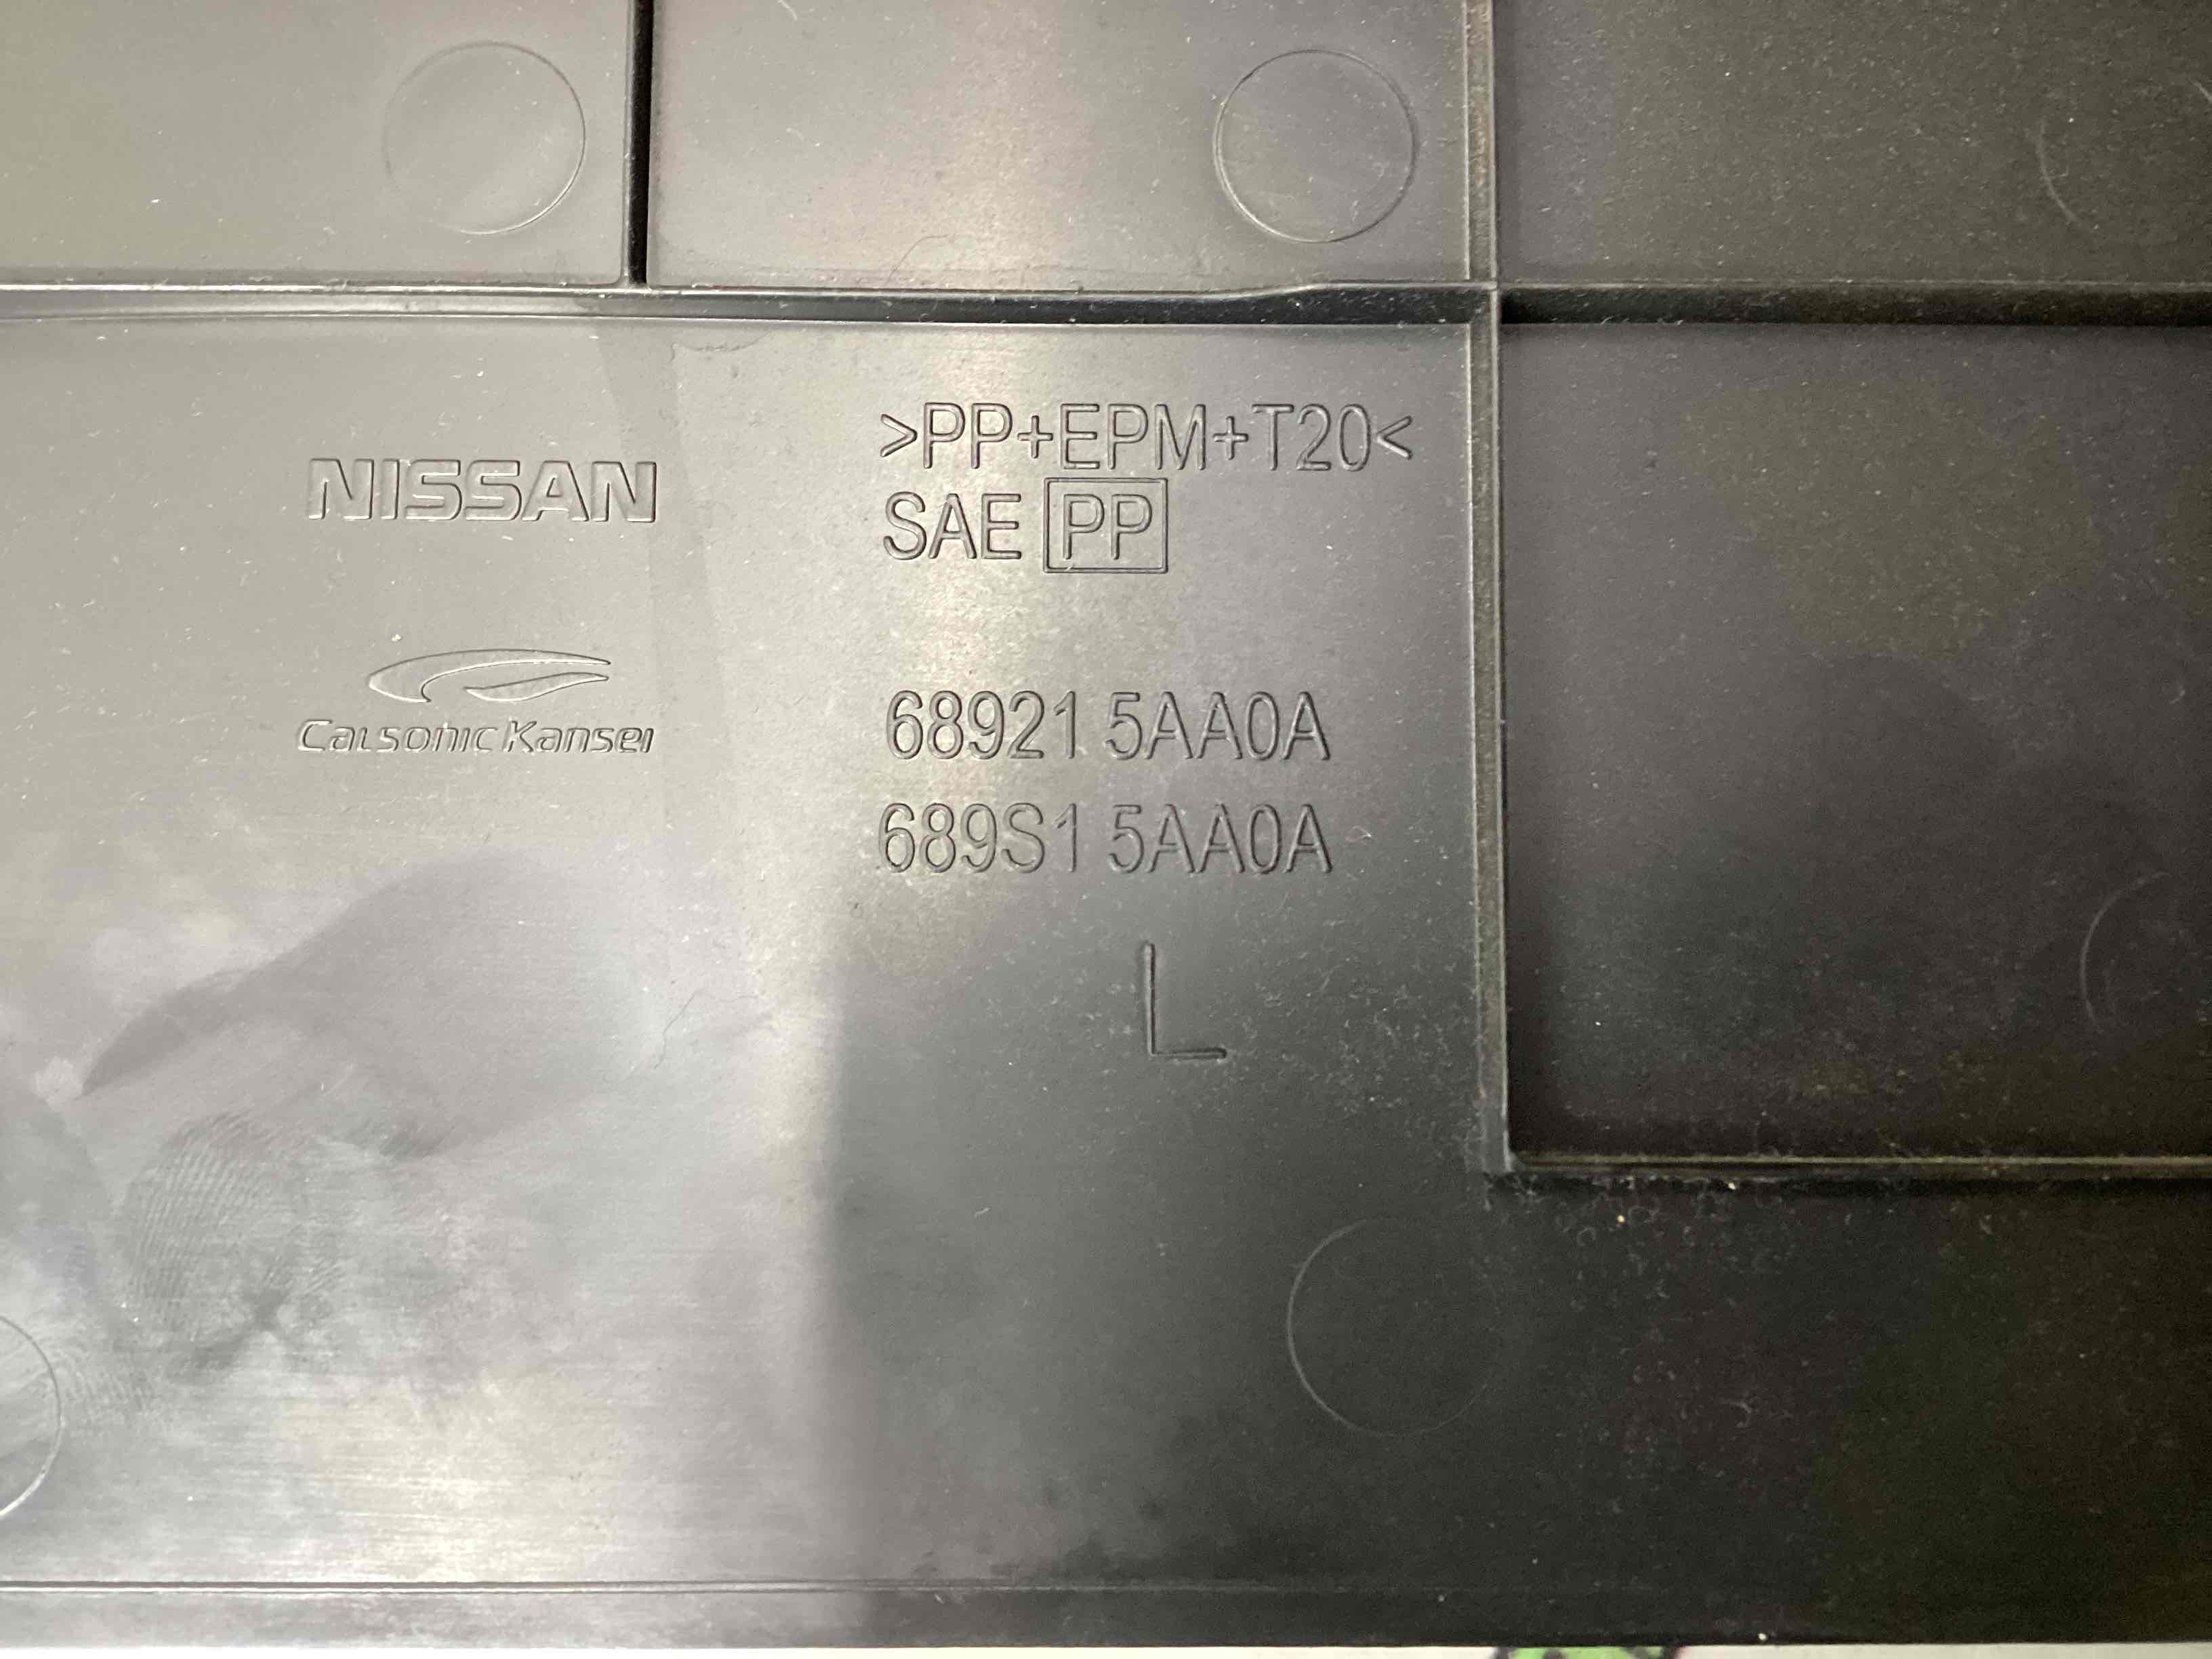 NISSAN
Calsonic Kansei
>PP+EPM+T20<
SAE PP
68921 5AA0A
689S1 5AA0A
L